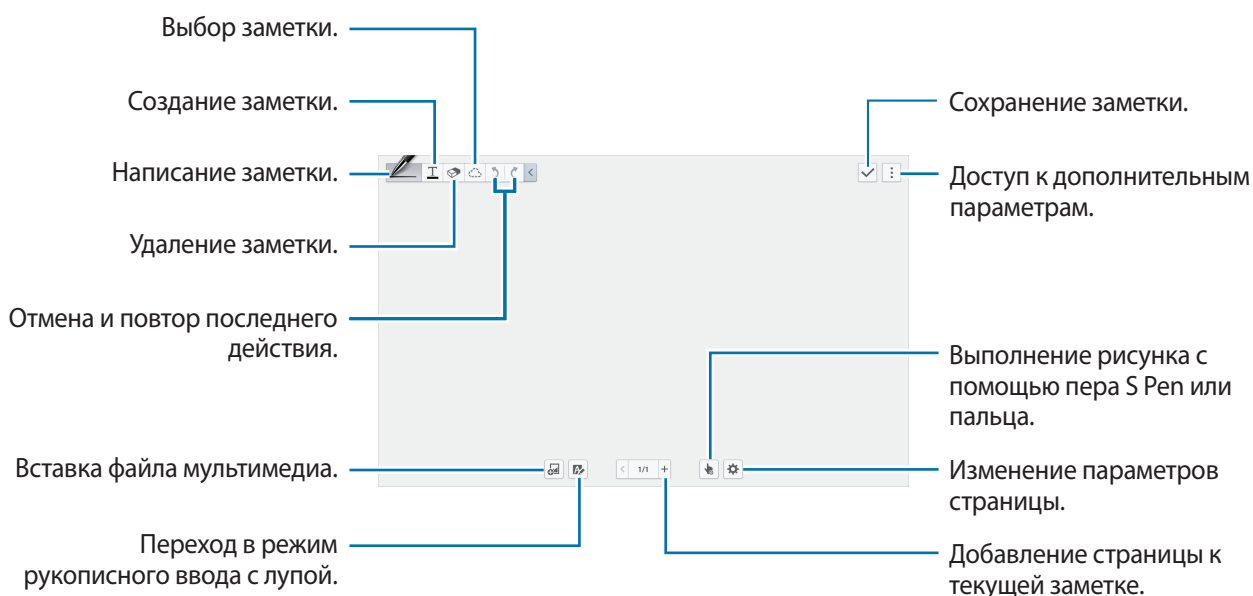 Выбор заметки.
Создание заметки.
Написание заметки.
Удаление заметки.
Отмена и повтор последнего
действия.
Вставка файла мультимедиа.
Переход в режим
рукописного ввода с лупой.
T
1/1
Сохранение заметки.
Доступ к дополнительным
параметрам.
Выполнение рисунка с
помощью пера S Pen или
пальца.
Изменение параметров
страницы.
Добавление страницы к
текущей заметке.